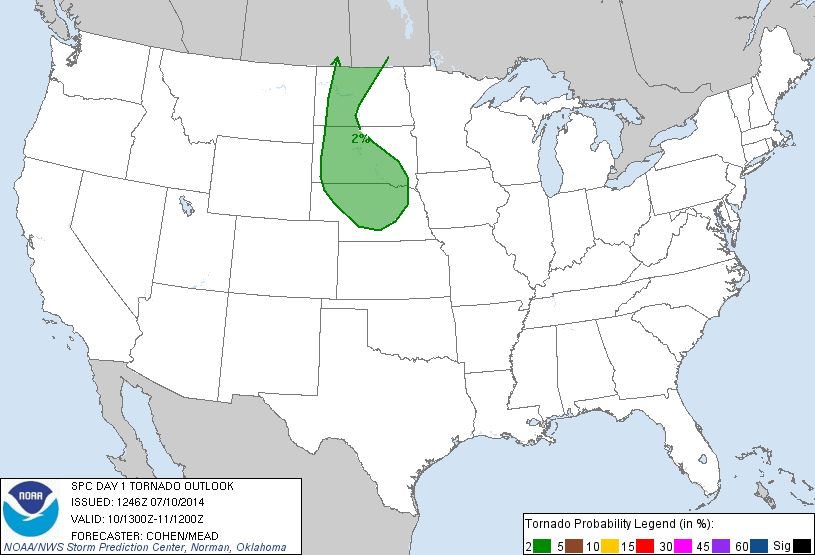 2%
NOAA
SPC DAY 1 TORNADO OUTLOOK
ISSUED: 1246Z 07/10/2014
VALID: 10/1300Z-11/1200Z
FORECASTER: COHEN/MEAD
NOAA/NWS Storm Prediction Center, Norman, Oklahoma
Tornado Probability Legend (in %):
2 5 10 15 30 45 60 Sig